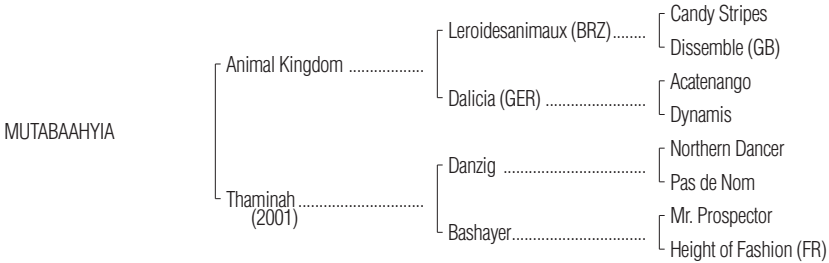 Candy Stripes
Leroidesanimaux (BRZ)........
Dissemble (GB)
Animal Kingdom ..................
Acatenango
Dalicia (GER) ........................
Dynamis
MUTABAAHYIA
Northern Dancer
Danzig ..................................
Pas de Nom
Thaminah..............................
(2001)
Mr. Prospector
Bashayer................................
Height of Fashion (FR)